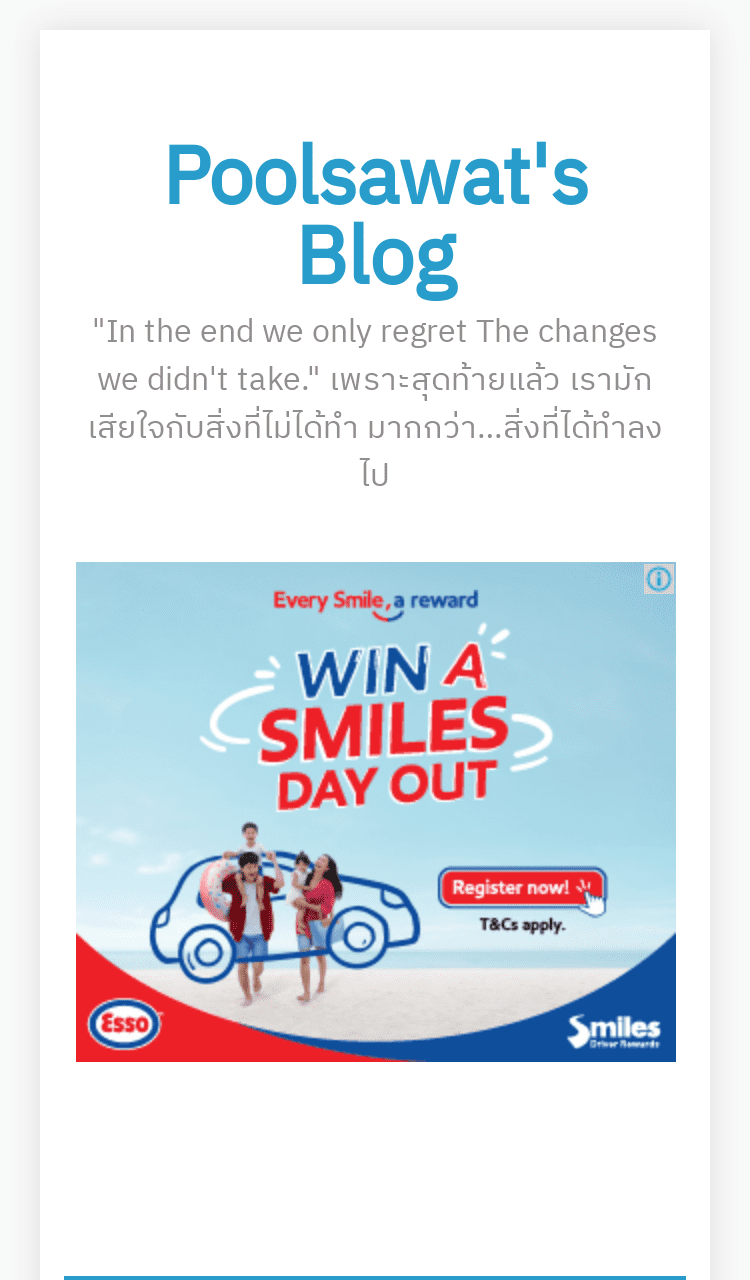 Poolsawat's
Blog
"In the end we only regret The changes
we didn't take." เพราะสุดท้ายแล้ว เรามัก
เสียใจกับสิ่งที่ไม่ได้ทำ มากกว่า...สิ่งที่ได้ทำลง
ไป
Every Smile, a reward
WIN A
SMILES
DAY OUT
Register now!
T&Cs apply.
Esso
Smiles
Driver Rewards